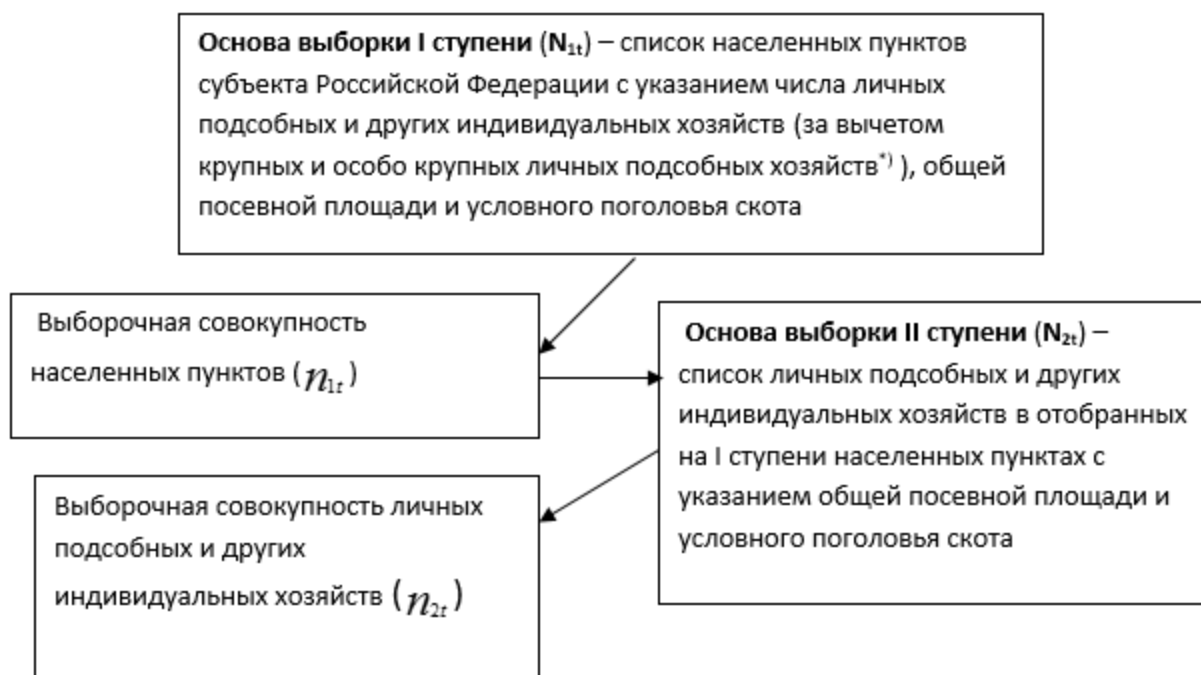 Основа выборки I ступени (N1t) – список населенных пунктов
субъекта Российской Федерации с указанием числа личных
подсобных и других индивидуальных хозяйств (за вычетом
крупных и особо крупных личных подсобных хозяйств*) ), общей
посевной площади и условного поголовья скота
Выборочная совокупность
населенных пунктов (n1t)
Основа выборки II ступени (N2t) –
список личных подсобных и других
индивидуальных хозяйств в отобранных
на I ступени населенных пунктах с
указанием общей посевной площади и
условного поголовья скота
Выборочная совокупность личных
подсобных и других
индивидуальных хозяйств (n2t)